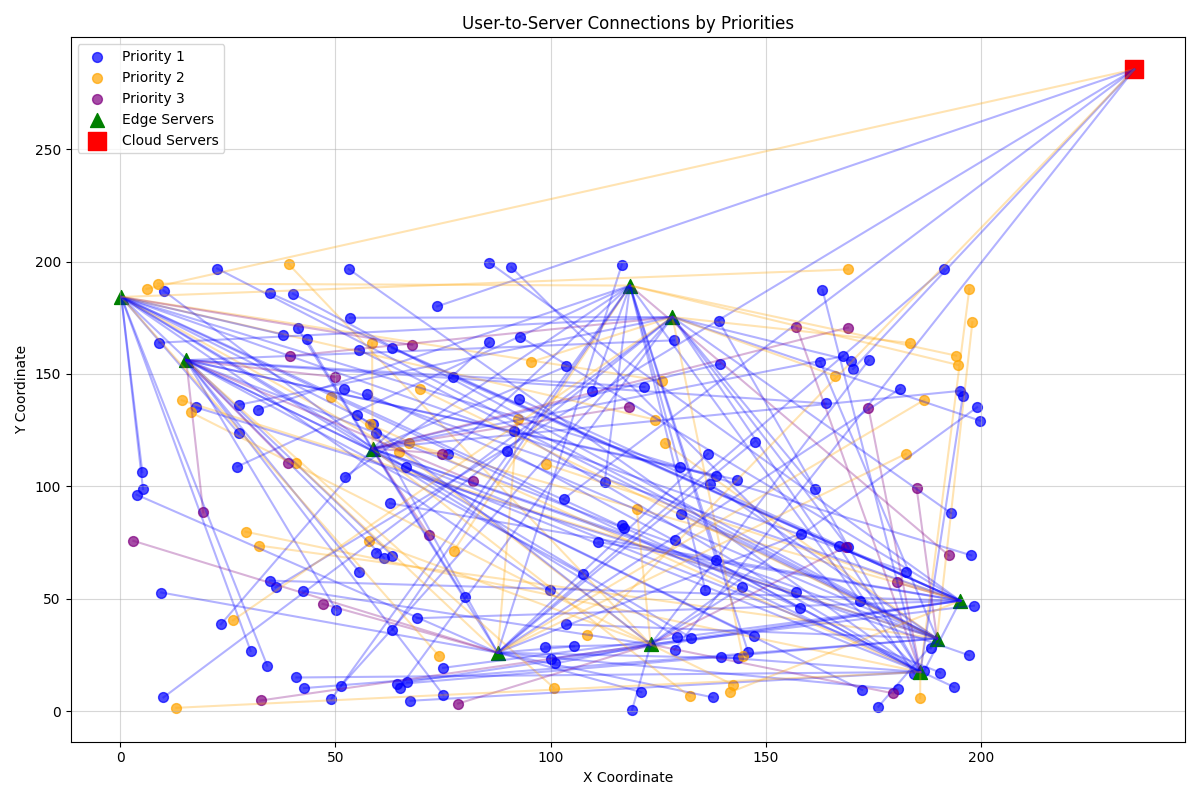 User-to-Server Connections by Priorities
Priority 1
Priority 2
Priority 3
Edge Servers
Cloud Servers
250
200
150
100
50
0
Y Coordinate
0
50
100
150
200
X Coordinate